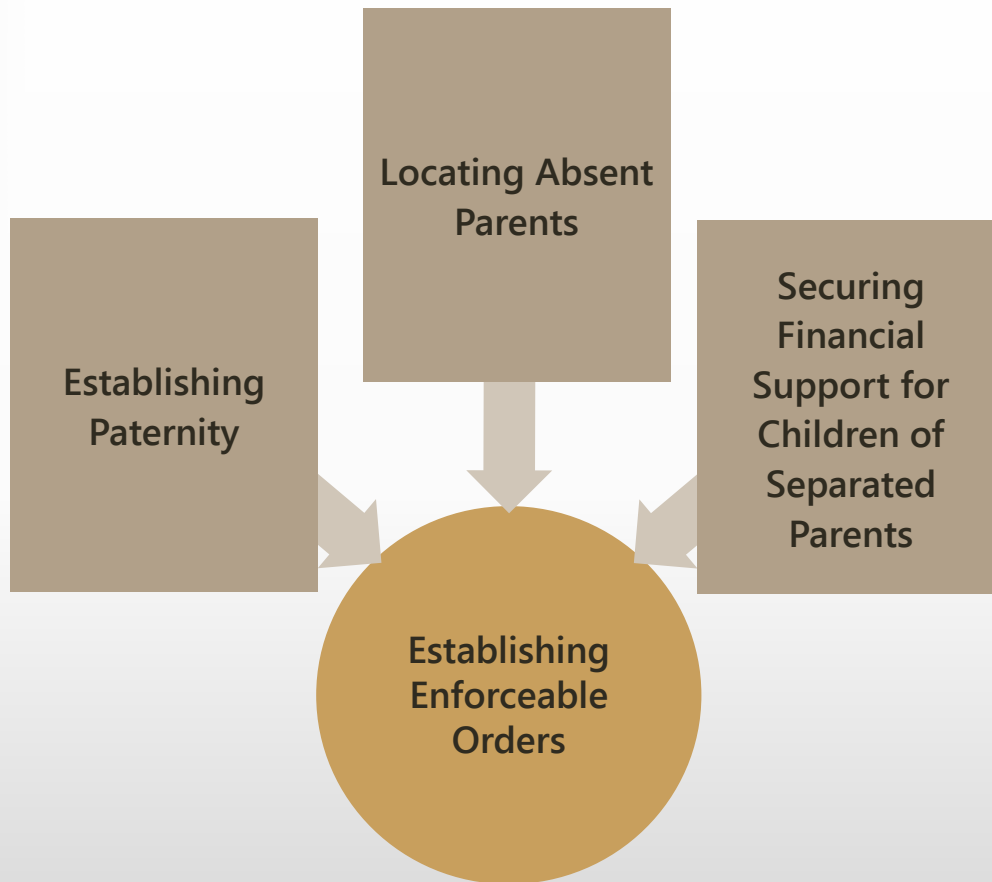 Locating Absent
Parents
Establishing
Paternity
Securing
Financial
Support for
Children of
Separated
Parents
Establishing
Enforceable
Orders